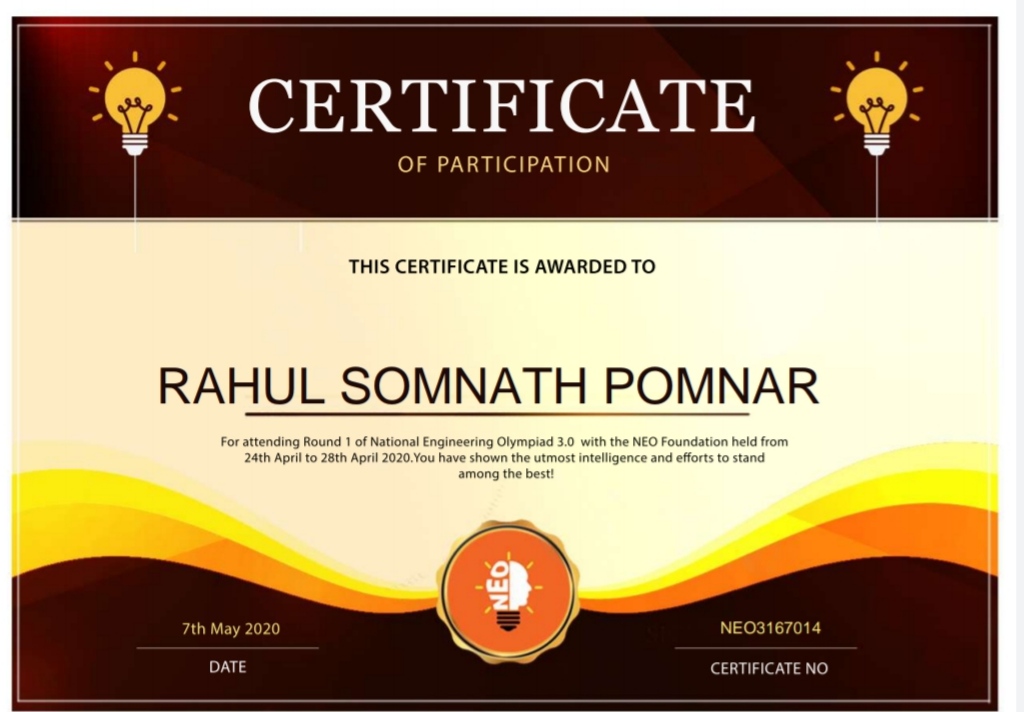 CERTIFICATE
OF PARTICIPATION
THIS CERTIFICATE IS AWARDED TO
RAHUL SOMNATH POMNAR
For attending Round 1 of National Engineering Olympiad 3.0 with the NEO Foundation held from
24th April to 28th April 2020.You have shown the utmost intelligence and efforts to stand
among the best!
NEO
7th May 2020
DATE
NEO3167014
CERTIFICATE NO